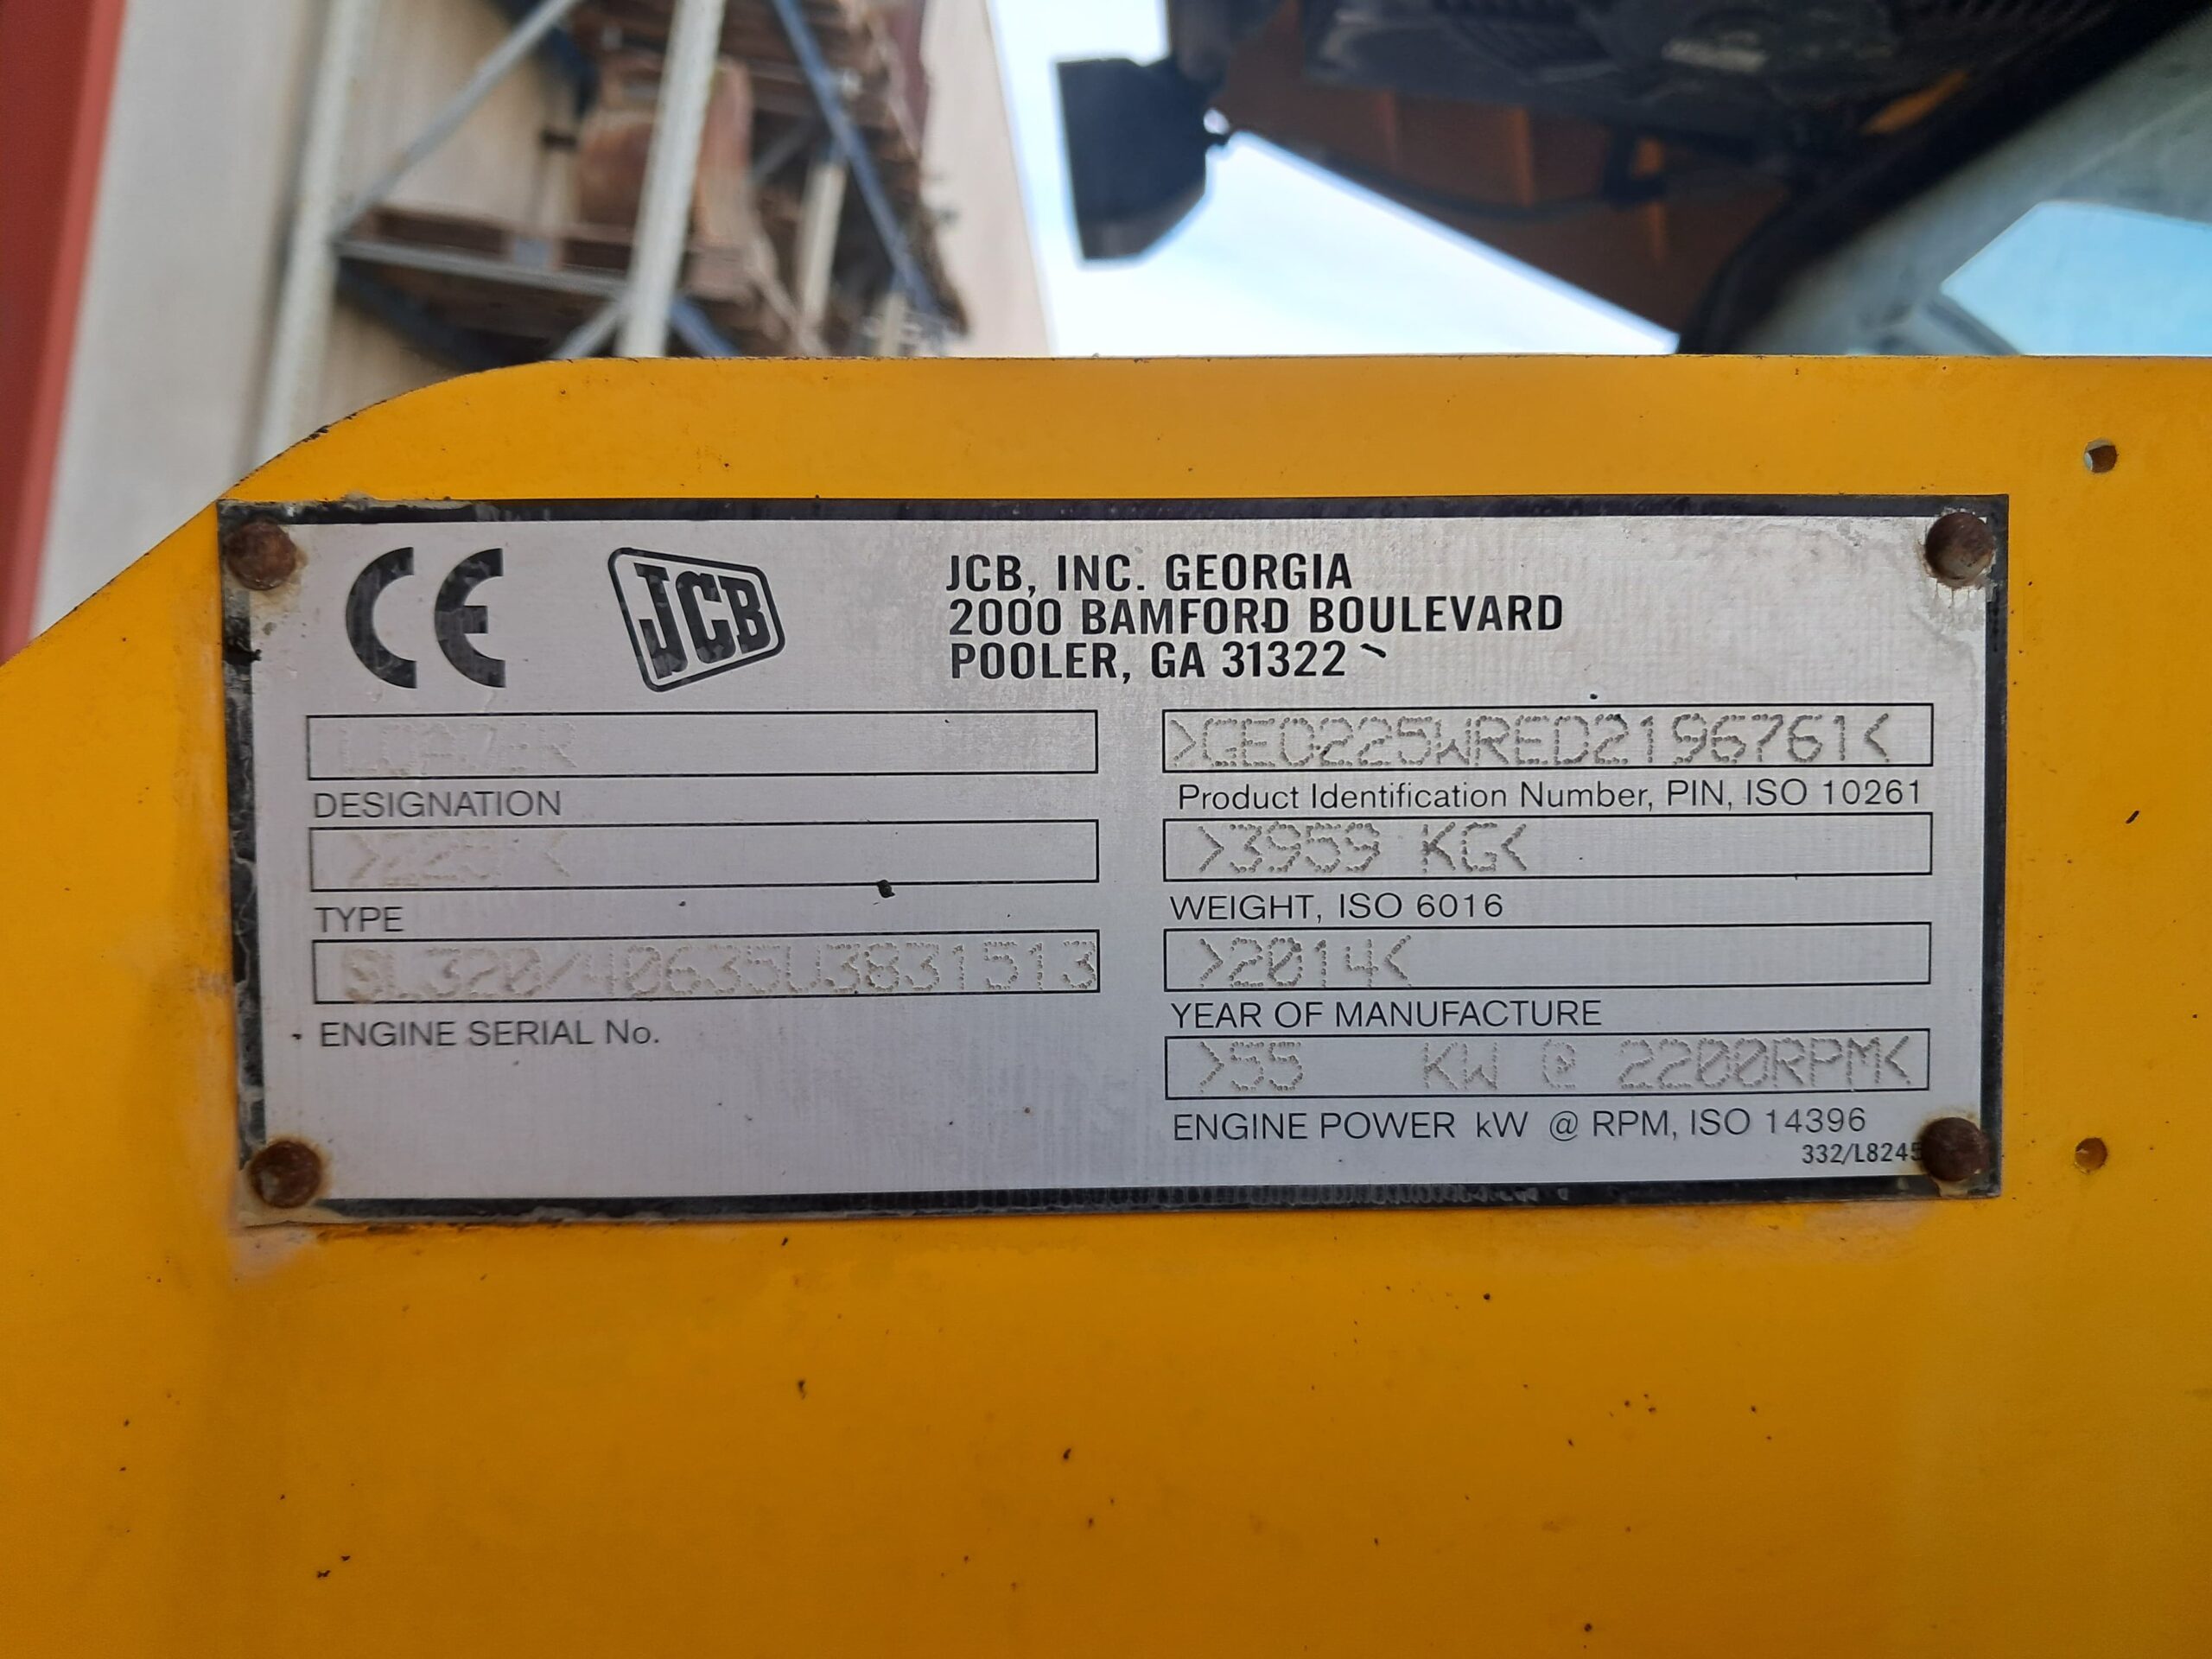 CE
JCB
JCB, INC. GEORGIA
2000 BAMFORD BOULEVARD
POOLER, GA 31322
LOADER
DESIGNATION
TYPE
SL320/40635U3831513
ENGINE SERIAL No.
>GEO225WRED2196761<
Product Identification Number, PIN, ISO 10261
>3959 KG<
WEIGHT, ISO 6016
>2014<
YEAR OF MANUFACTURE
>55 KW @ 2200RPM<
ENGINE POWER kW @ RPM, ISO 14396
332/L8245